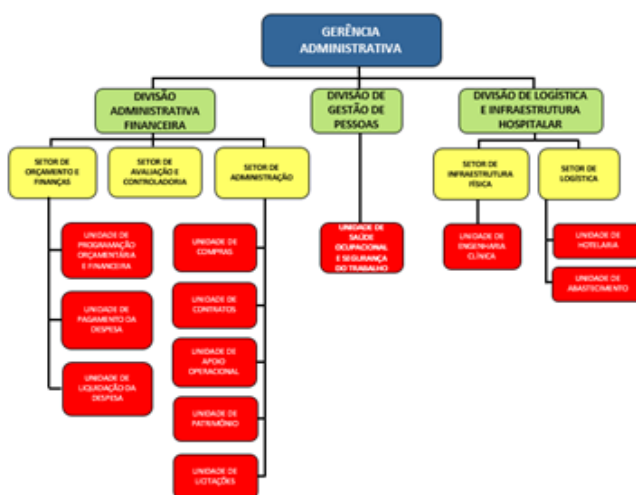 GERÊNCIA
ADMINISTRATIVA
DIVISÃO
ADMINISTRATIVA
FINANCEIRA
DIVISÃO DE
GESTÃO DE
PESSOAS
DIVISÃO DE LOGÍSTICA
E INFRAESTRUTURA
HOSPITALAR
SETOR DE
ORÇAMENTO E
FINANÇAS
SETOR DE
AVALIAÇÃO E
CONTROLADORIA
SETOR DE
ADMINISTRAÇÃO
SETOR DE
INFRAESTRUTURA
FÍSICA
SETOR DE
LOGÍSTICA
UNIDADE DE
PROGRAMAÇÃO
ORÇAMENTÁRIA
E FINANCEIRA
UNIDADE DE
PAGAMENTO DA
DESPESA
UNIDADE DE
LIQUIDAÇÃO DA
DESPESA
UNIDADE DE
COMPRAS
UNIDADE DE
CONTRATOS
UNIDADE DE
APOIO
OPERACIONAL
UNIDADE DE
PATRIMÔNIO
UNIDADE DE
LICITAÇÕES
UNIDADE DE
SAÚDE
OCUPACIONAL
E SEGURANÇA
DO TRABALHO
UNIDADE DE
ENGENHARIA
CLÍNICA
UNIDADE DE
HOTELARIA
UNIDADE DE
ABASTECIMENTO